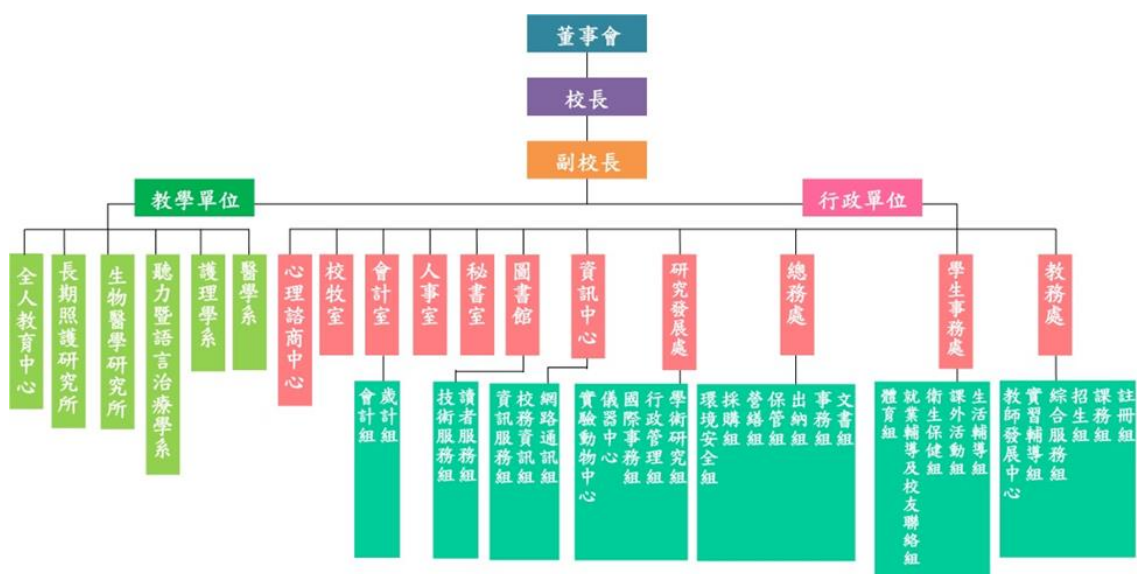 董事會
校長
副校長
教學單位
行政單位
全人教育中心
長期照護研究所
生物醫學研究所
聽力暨語言治療學系
護理學系
醫學系
心理諮商中心
校牧室
會計室
人事室
秘書室
圖書館
資訊中心
研究發展處
總務處
學生事務處
教務處
歲計組
會計組
讀者服務組
技術服務組
網路通訊組
校務資訊組
資訊服務組
學術研究組
行政管理組
國際事務組
儀器中心
實驗動物中心
文書組
事務組
出納組
保管組
營繕組
採購組
環境安全組
生活輔導組
課外活動組
衛生保健組
就業輔導及校友聯絡組
體育組
註冊組
課務組
招生組
綜合服務組
實習輔導組
教師發展中心